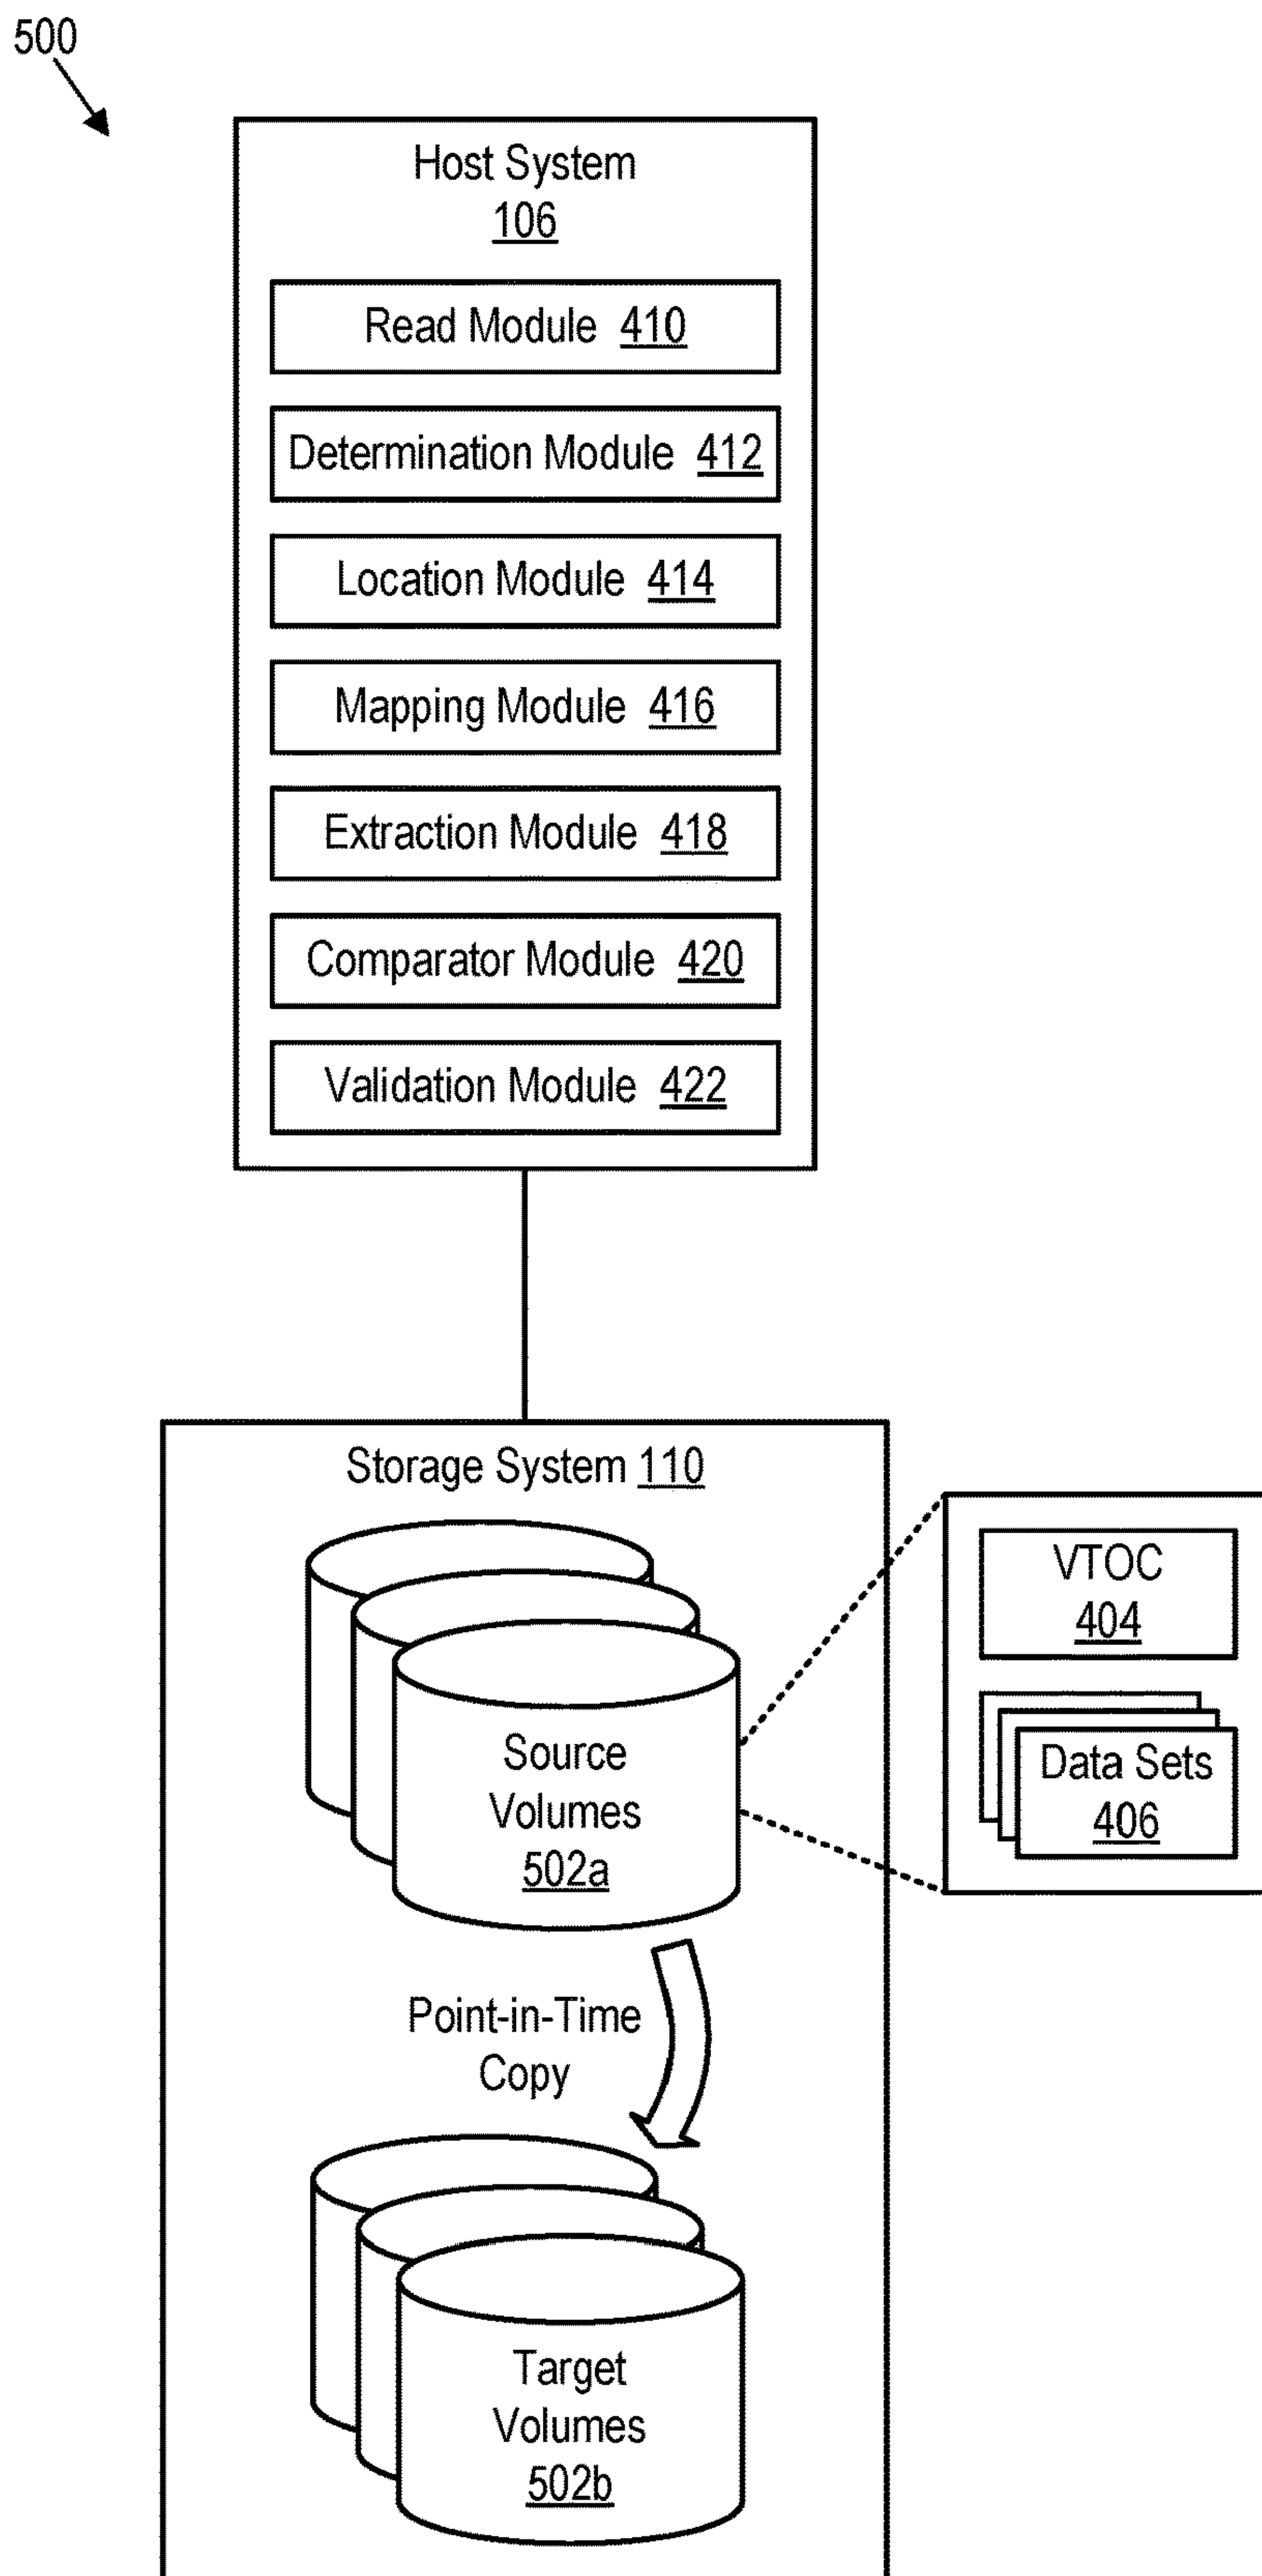 500
Host System
106
Read Module 410
Determination Module 412
Location Module 414
Mapping Module 416
Extraction Module 418
Comparator Module 420
Validation Module 422
Storage System 110
VTOC
404
Data Sets
406
Source
Volumes
502a
Point-in-Time
Copy
Target
Volumes
502b